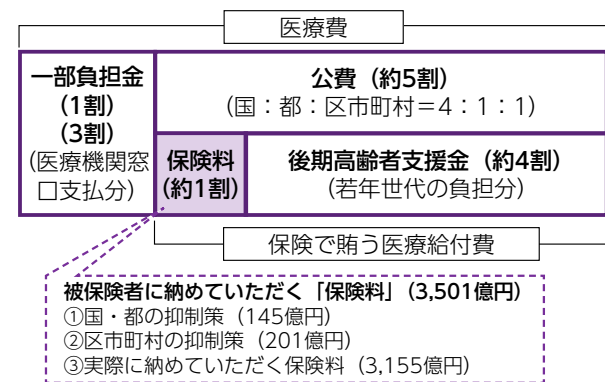 医療費
一部負担金
(1割)
(3割)
(医療機関窓
口支払分)
公費(約5割)
(国:都:区市町村=4:1:1)
保険料
(約1割)
後期高齢者支援金(約4割)
(若年世代の負担分)
保険で賄う医療給付費
被保険者に納めていただく「保険料」(3,501億円)
①国・都の抑制策(145億円)
②区市町村の抑制策(201億円)
③実際に納めていただく保険料(3,155億円)